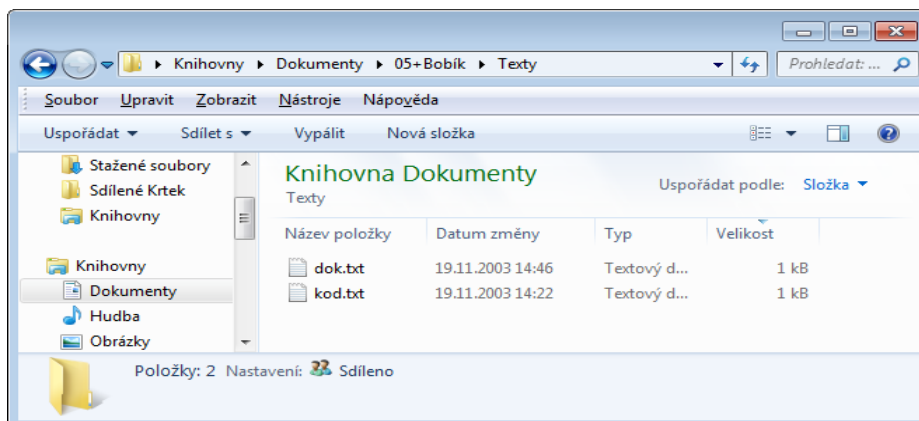 Knihovny ▸ Dokumenty ▸ 05+Bobík ▸ Texty
Prohledat: ...
Soubor Upravit Zobrazit Nástroje Nápověda
Uspořádat Sdílet s Vypálit Nová složka
Stažené soubory
Sdílené Krtek
Knihovny
Knihovny
Dokumenty
Hudba
Obrázky
Knihovna Dokumenty
Texty
Uspořádat podle: Složka
Název položky Datum změny Typ Velikost
dok.txt 19.11.2003 14:46 Textový d... 1 kB
kod.txt 19.11.2003 14:22 Textový d... 1 kB
Položky: 2 Nastavení: Sdíleno